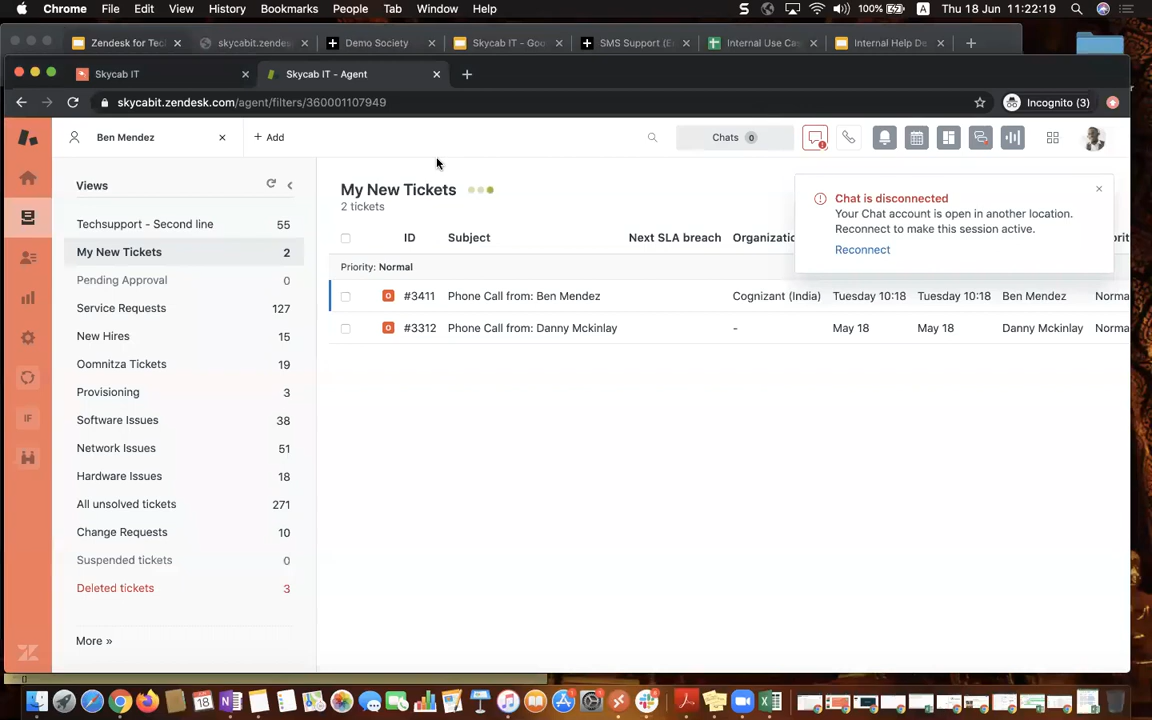 Chrome File Edit View History Bookmarks People Tab Window Help 100% A Thu 18 Jun 11:22:19
Zendesk for Tec skycabit.zendes Demo Society Skycab IT - Goo SMS Support (E Internal Use Ca Internal Help De
Skycab IT Skycab IT - Agent
skycabit.zendesk.com/agent/filters/360001107949 Incognito (3)
Ben Mendez + Add Chats 0
Views
Techsupport - Second line 55
My New Tickets 2
Pending Approval 0
Service Requests 127
New Hires 15
Oomnitza Tickets 19
Provisioning 3
Software Issues 38
Network Issues 51
Hardware Issues 18
All unsolved tickets 271
Change Requests 10
Suspended tickets 0
Deleted tickets 3
More »
IF
My New Tickets
2 tickets
ID Subject Next SLA breach Organizatio
Priority: Normal
O #3411 Phone Call from: Ben Mendez Cognizant (India) Tuesday 10:18 Tuesday 10:18 Ben Mendez Norma
O #3312 Phone Call from: Danny Mckinlay - May 18 May 18 Danny Mckinlay Norma
Chat is disconnected
Your Chat account is open in another location.
Reconnect to make this session active.
Reconnect
18